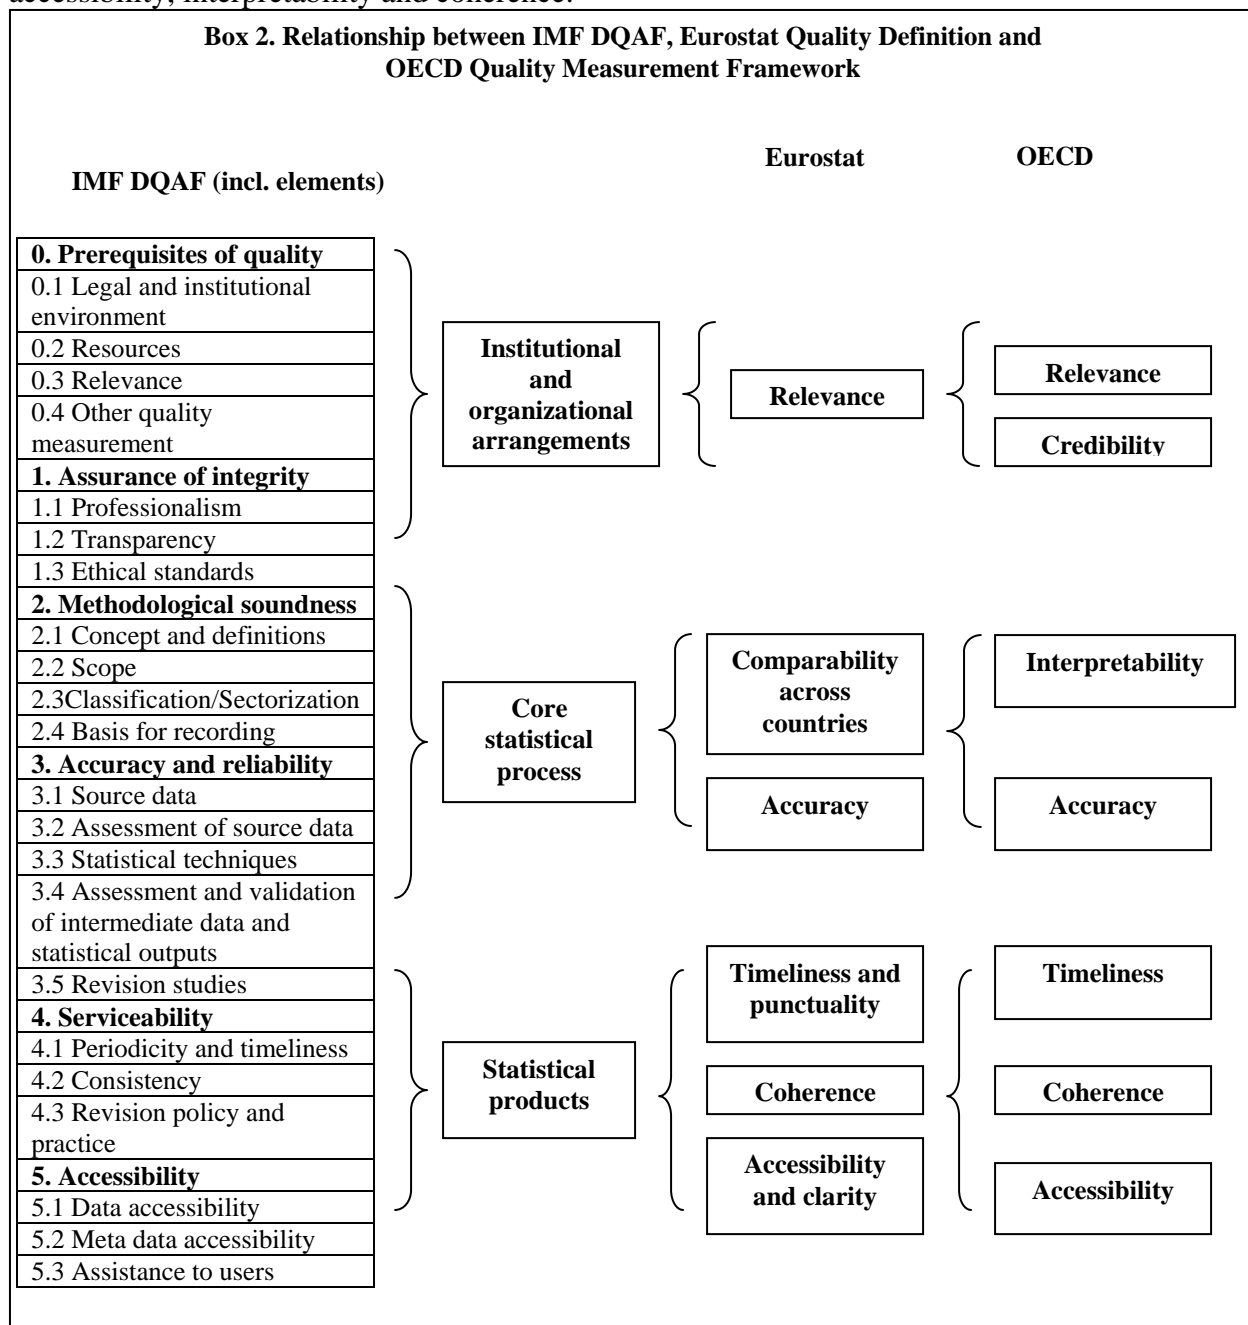 accessibility, interpretability and coherence.
Box 2. Relationship between IMF DQAF, Eurostat Quality Definition and
OECD Quality Measurement Framework
Eurostat
OECD
IMF DQAF (incl. elements)
0. Prerequisites of quality
0.1 Legal and institutional
environment
0.2 Resources
0.3 Relevance
0.4 Other quality
measurement
1. Assurance of integrity
1.1 Professionalism
1.2 Transparency
1.3 Ethical standards
2. Methodological soundness
2.1 Concept and definitions
2.2 Scope
2.3Classification/Sectorization
2.4 Basis for recording
3. Accuracy and reliability
3.1 Source data
3.2 Assessment of source data
3.3 Statistical techniques
3.4 Assessment and validation
of intermediate data and
statistical outputs
3.5 Revision studies
4. Serviceability
4.1 Periodicity and timeliness
4.2 Consistency
4.3 Revision policy and
practice
5. Accessibility
5.1 Data accessibility
5.2 Meta data accessibility
5.3 Assistance to users
Institutional
and
organizational
arrangements
Relevance
Relevance
Credibility
Core
statistical
process
Comparability
across
countries
Accuracy
Interpretability
Accuracy
Statistical
products
Timeliness and
punctuality
Coherence
Accessibility
and clarity
Timeliness
Coherence
Accessibility